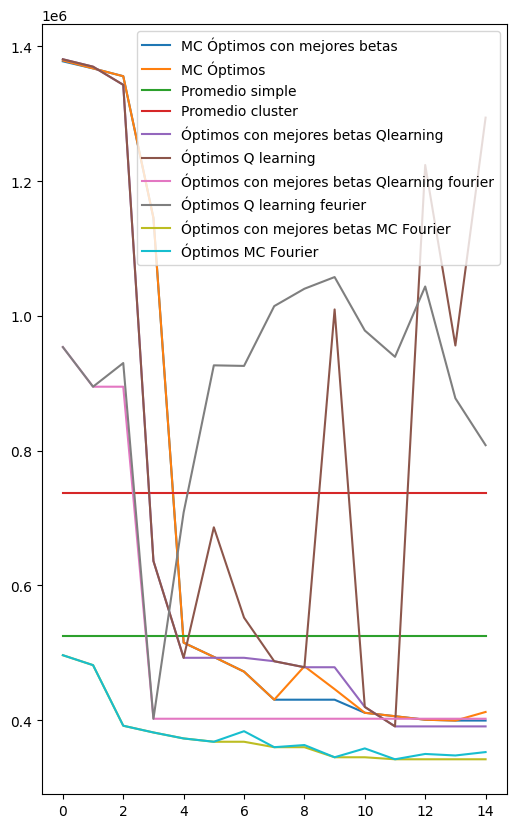 1e6
MC Óptimos con mejores betas
MC Óptimos
Promedio simple
Promedio cluster
Óptimos con mejores betas Qlearning
Óptimos Q learning
Óptimos con mejores betas Qlearning fourier
Óptimos Q learning feurier
Óptimos con mejores betas MC Fourier
Óptimos MC Fourier
1.4
1.2
1.0
0.8
0.6
0.4
0 2 4 6 8 10 12 14